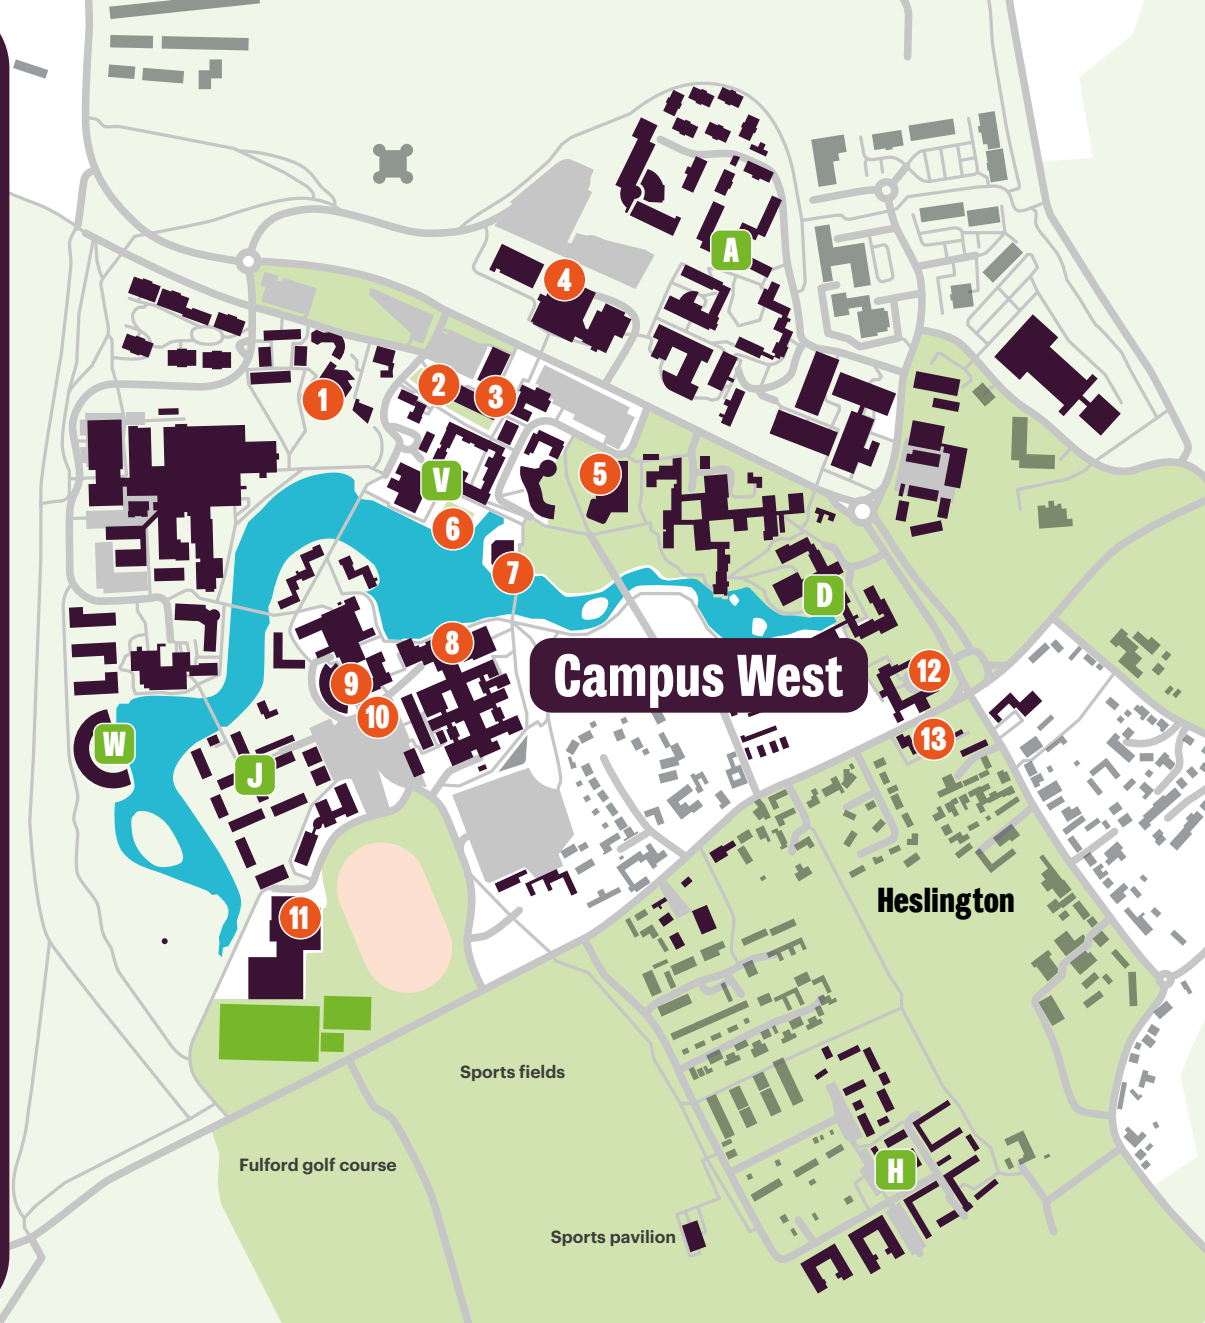 A
4
2
3
1
5
V
6
7
D
8
Campus West
12
9
10
13
W
J
Heslington
11
Sports fields
Fulford golf course
H
Sports pavilion